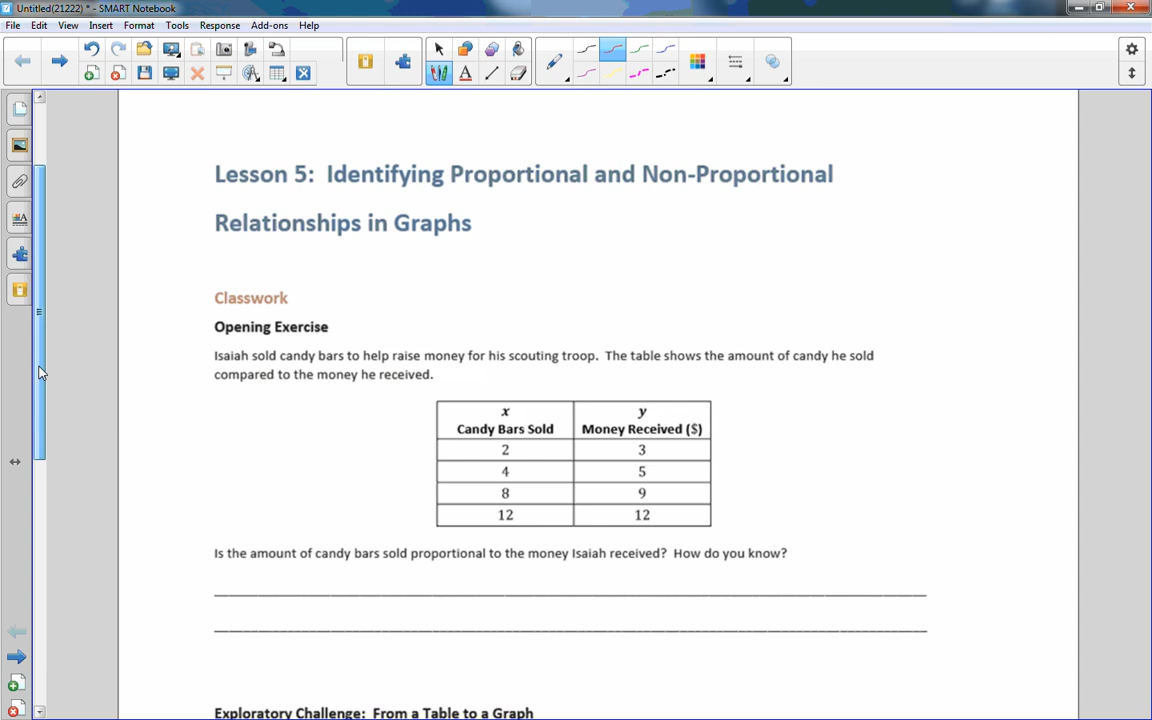 Untitled(21222) * - SMART Notebook
File Edit View Insert Format Tools Response Add-ons Help
Lesson 5: Identifying Proportional and Non-Proportional
Relationships in Graphs
Classwork
Opening Exercise
Isaiah sold candy bars to help raise money for his scouting troop. The table shows the amount of candy he sold
compared to the money he received.
x y
Candy Bars Sold Money Received ($)
2 3
4 5
8 9
12 12
Is the amount of candy bars sold proportional to the money Isaiah received? How do you know?
Exploratory Challenge: From a Table to a Graph